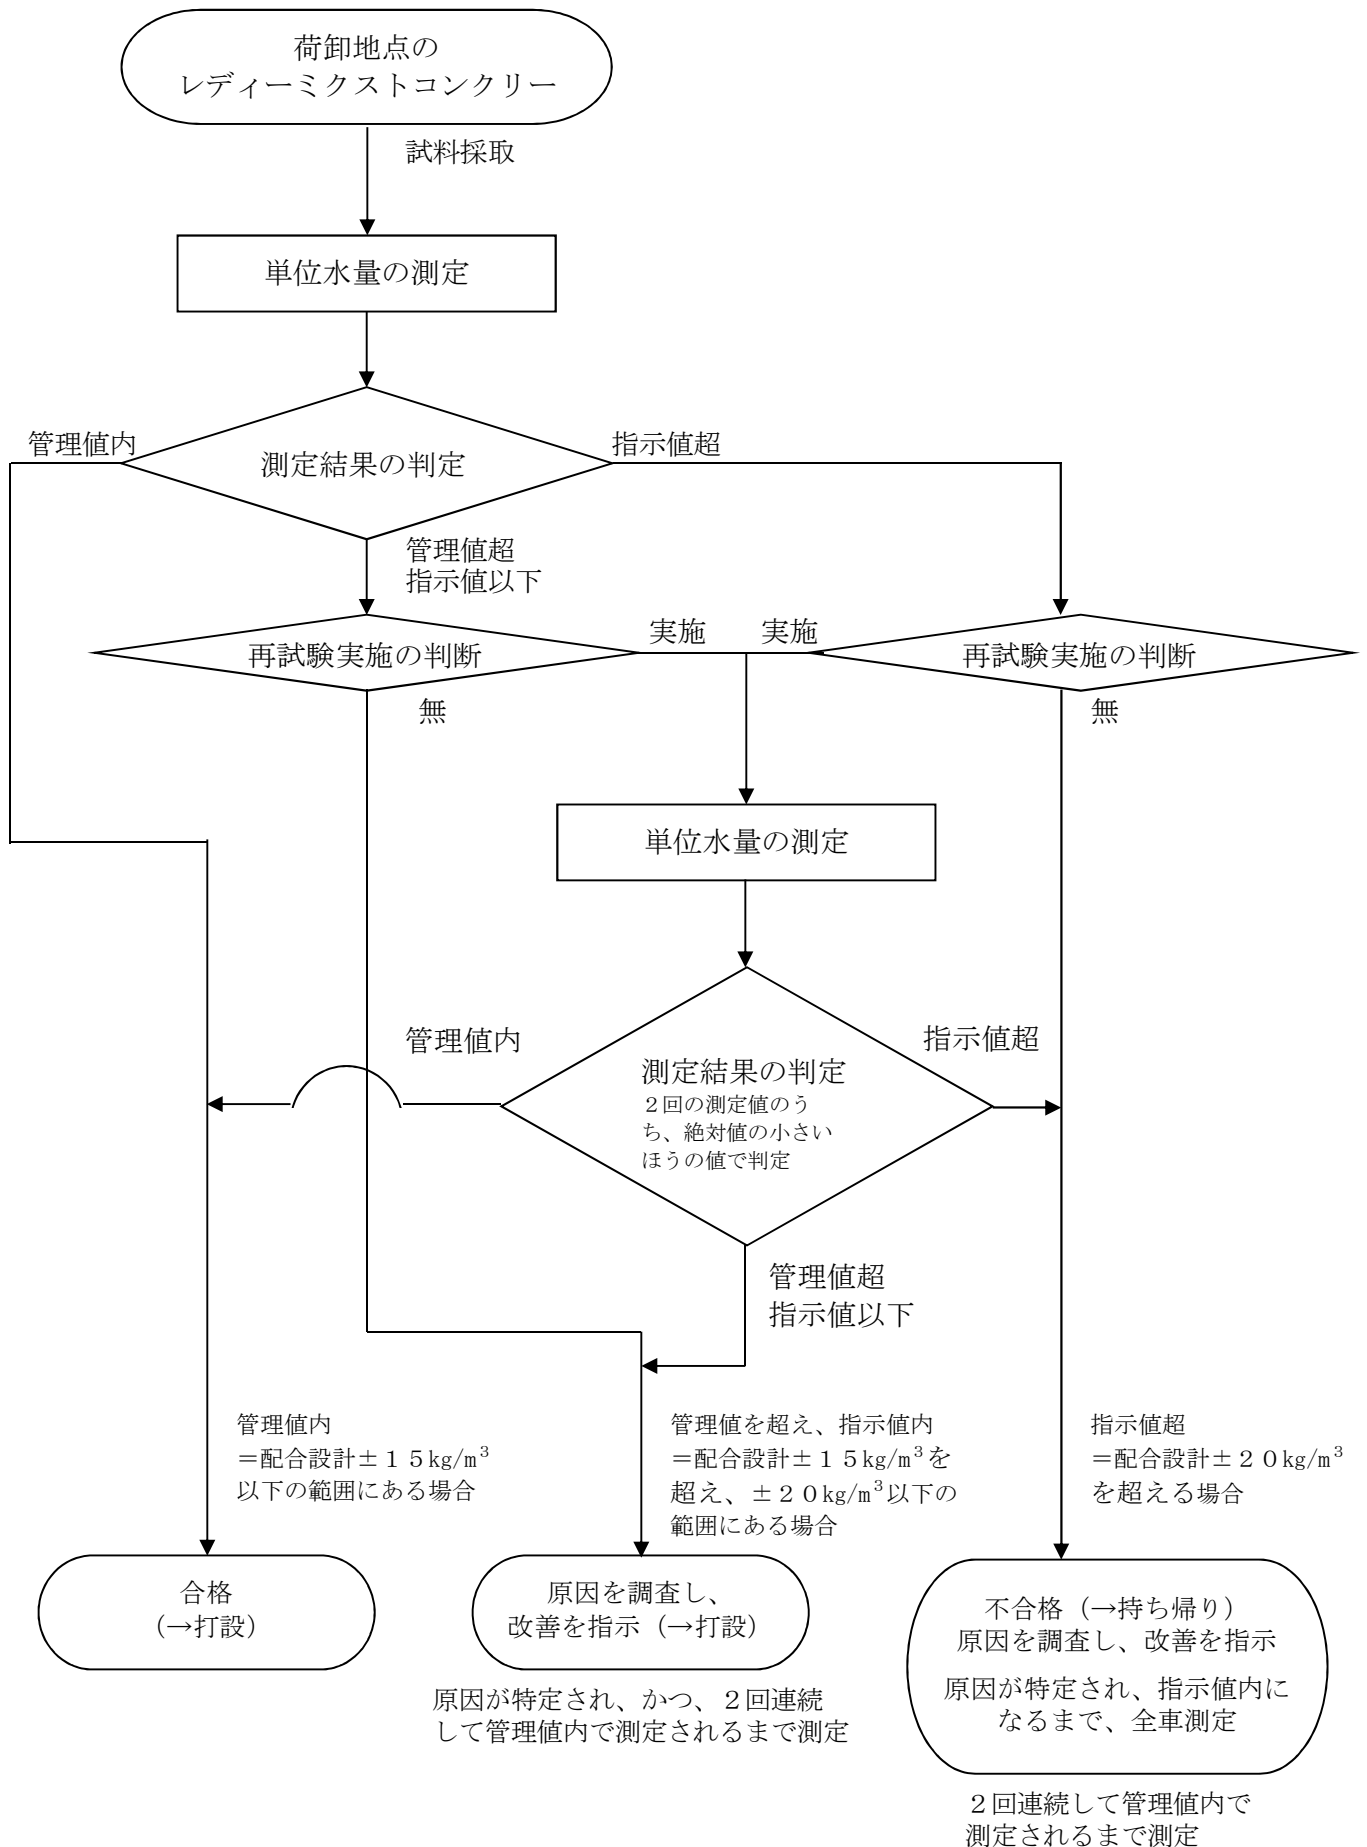 荷卸地点の
レディーミクストコンクリー
試料採取
単位水量の測定
管理値内
指示値超
測定結果の判定
管理値超
指示値以下
実施
実施
再試験実施の判断
再試験実施の判断
無
無
単位水量の測定
管理値内
指示値超
測定結果の判定
２回の測定値のう
ち、絶対値の小さい
ほうの値で判定
管理値超
指示値以下
管理値内
＝配合設計±１５kg/m³
以下の範囲にある場合
管理値を超え、指示値内
＝配合設計±１５kg/m³を
超え、±２０kg/m³以下の
範囲にある場合
指示値超
＝配合設計±２０kg/m³
を超える場合
合格
（→打設）
原因を調査し、
改善を指示（→打設）
不合格（→持ち帰り）
原因を調査し、改善を指示
原因が特定され、指示値内に
なるまで、全車測定
原因が特定され、かつ、２回連続
して管理値内で測定されるまで測定
２回連続して管理値内で
測定されるまで測定